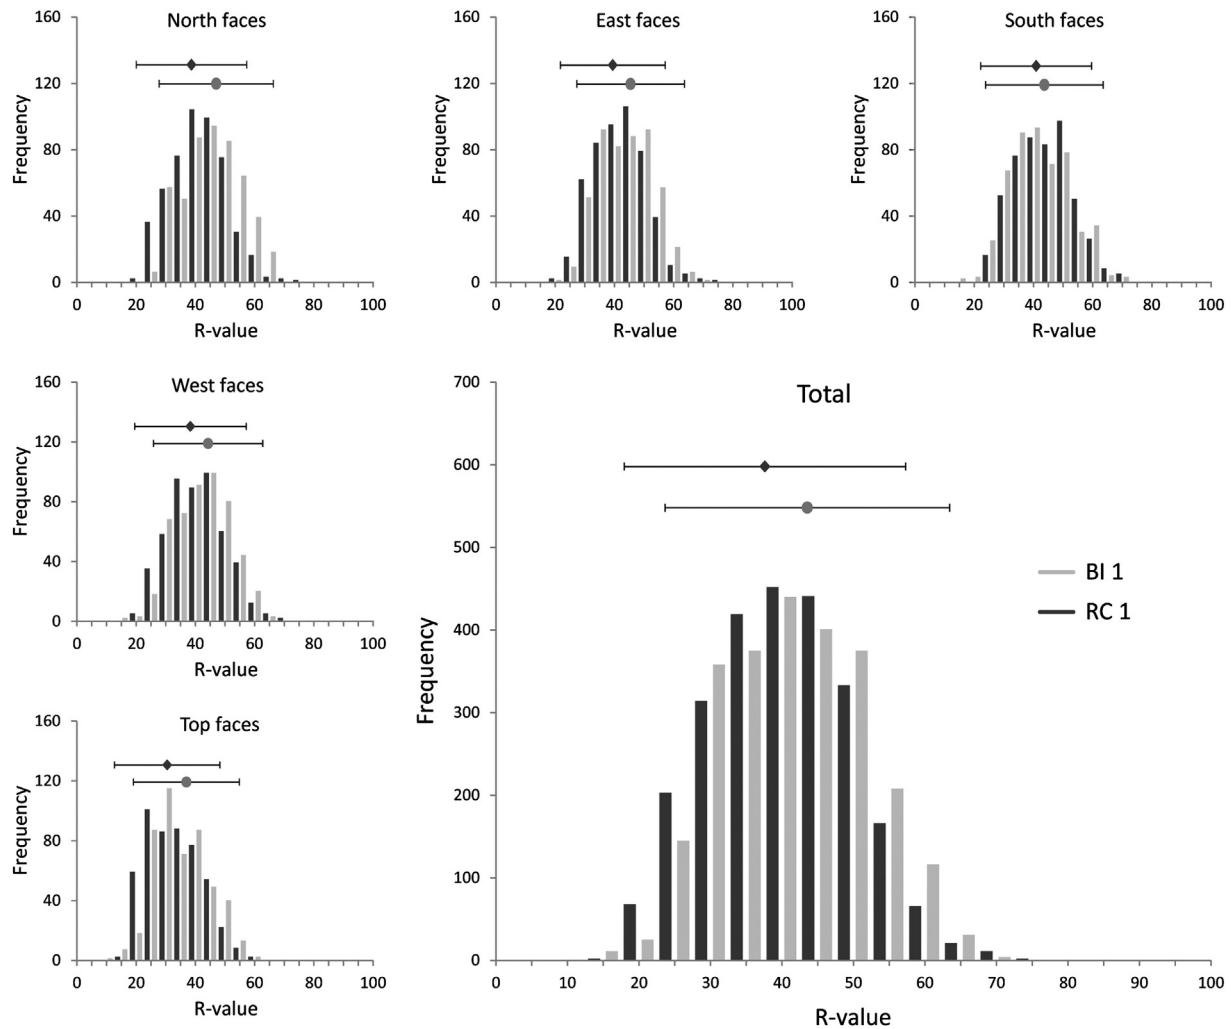 North faces
160
120
80
40
0
Frequency
0 20 40 60 80 100
R-value
East faces
160
120
80
40
0
Frequency
0 20 40 60 80 100
R-value
South faces
160
120
80
40
0
Frequency
0 20 40 60 80 100
R-value
West faces
160
120
80
40
0
Frequency
0 20 40 60 80 100
R-value
Top faces
160
120
80
40
0
Frequency
0 20 40 60 80 100
R-value
Total
700
600
500
400
300
200
100
0
Frequency
BI 1
RC 1
0 10 20 30 40 50 60 70 80 90 100
R-value